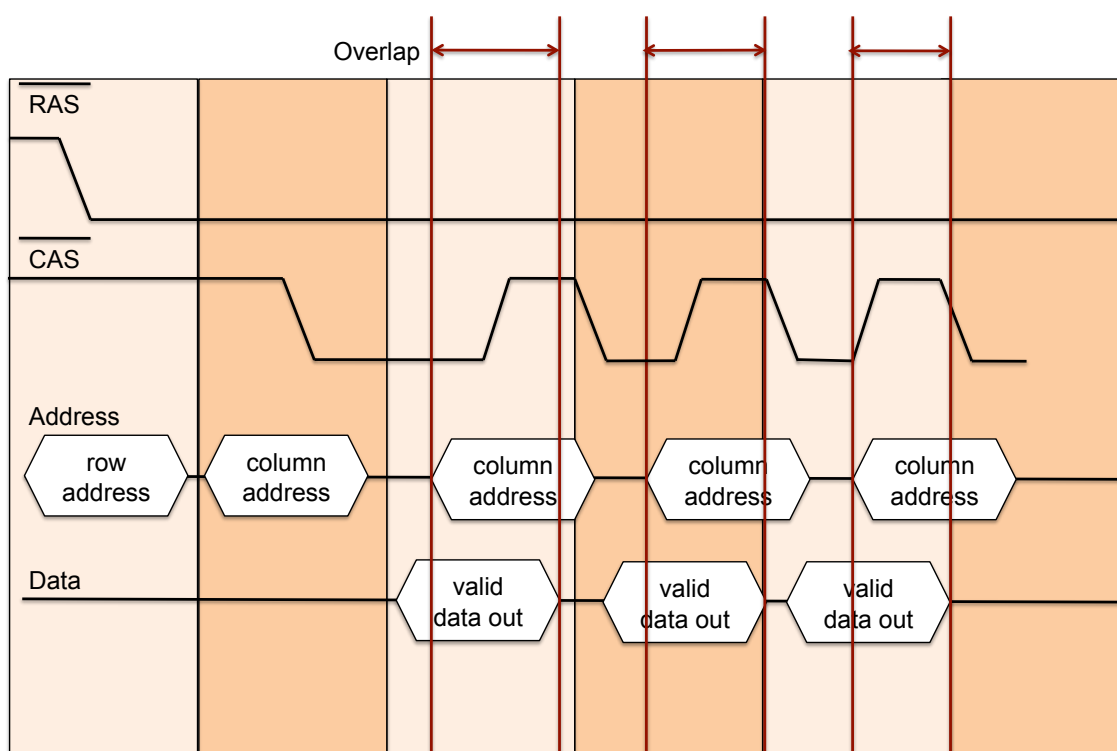 Overlap
RAS
CAS
Address
row
address
column
address
column
address
column
address
column
address
Data
valid
data out
valid
data out
valid
data out